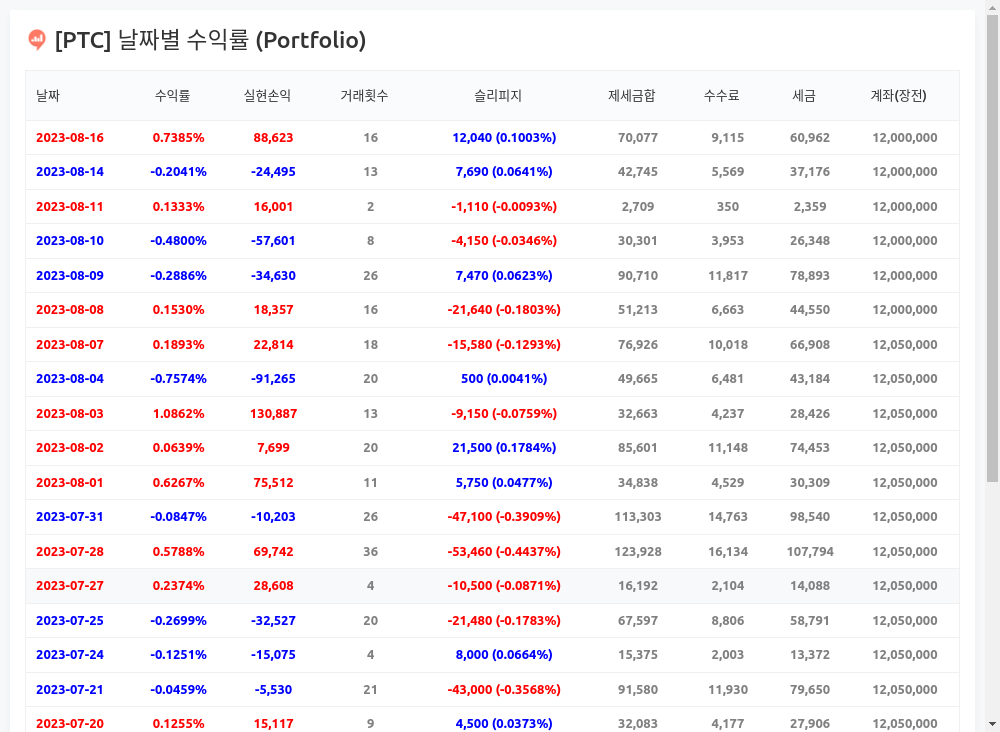 [PTC] 날짜별 수익률 (Portfolio)
날짜 수익률 실현손익 거래횟수 슬리피지 제세금합 수수료 세금 계좌(장전)
2023-08-16 0.7385% 88,623 16 12,040 (0.1003%) 70,077 9,115 60,962 12,000,000
2023-08-14 -0.2041% -24,495 13 7,690 (0.0641%) 42,745 5,569 37,176 12,000,000
2023-08-11 0.1333% 16,001 2 -1,110 (-0.0093%) 2,709 350 2,359 12,000,000
2023-08-10 -0.4800% -57,601 8 -4,150 (-0.0346%) 30,301 3,953 26,348 12,000,000
2023-08-09 -0.2886% -34,630 26 7,470 (0.0623%) 90,710 11,817 78,893 12,000,000
2023-08-08 0.1530% 18,357 16 -21,640 (-0.1803%) 51,213 6,663 44,550 12,000,000
2023-08-07 0.1893% 22,814 18 -15,580 (-0.1293%) 76,926 10,018 66,908 12,050,000
2023-08-04 -0.7574% -91,265 20 500 (0.0041%) 49,665 6,481 43,184 12,050,000
2023-08-03 1.0862% 130,887 13 -9,150 (-0.0759%) 32,663 4,237 28,426 12,050,000
2023-08-02 0.0639% 7,699 20 21,500 (0.1784%) 85,601 11,148 74,453 12,050,000
2023-08-01 0.6267% 75,512 11 5,750 (0.0477%) 34,838 4,529 30,309 12,050,000
2023-07-31 -0.0847% -10,203 26 -47,100 (-0.3909%) 113,303 14,763 98,540 12,050,000
2023-07-28 0.5788% 69,742 36 -53,460 (-0.4437%) 123,928 16,134 107,794 12,050,000
2023-07-27 0.2374% 28,608 4 -10,500 (-0.0871%) 16,192 2,104 14,088 12,050,000
2023-07-25 -0.2699% -32,527 20 -21,480 (-0.1783%) 67,597 8,806 58,791 12,050,000
2023-07-24 -0.1251% -15,075 4 8,000 (0.0664%) 15,375 2,003 13,372 12,050,000
2023-07-21 -0.0459% -5,530 21 -43,000 (-0.3568%) 91,580 11,930 79,650 12,050,000
2023-07-20 0.1255% 15,117 9 4,500 (0.0373%) 32,083 4,177 27,906 12,050,000